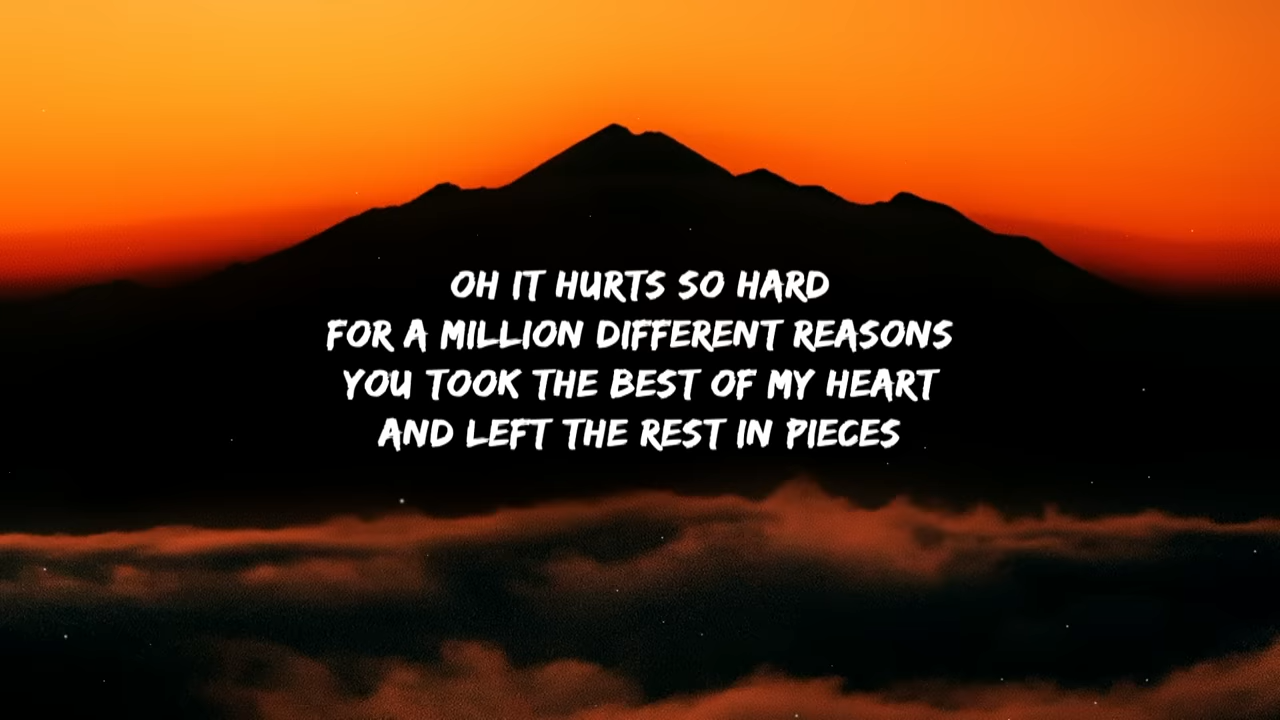 OH IT HURTS SO HARD
FOR A MILLION DIFFERENT REASONS
YOU TOOK THE BEST OF MY HEART
AND LEFT THE REST IN PIECES